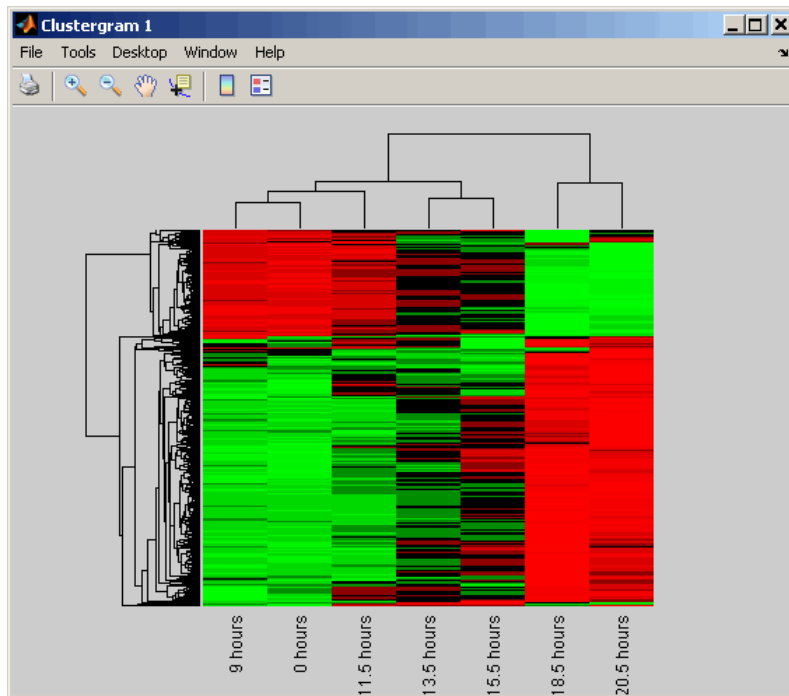 Clustergram 1
File Tools Desktop Window Help
9 hours
0 hours
11.5 hours
13.5 hours
15.5 hours
18.5 hours
20.5 hours